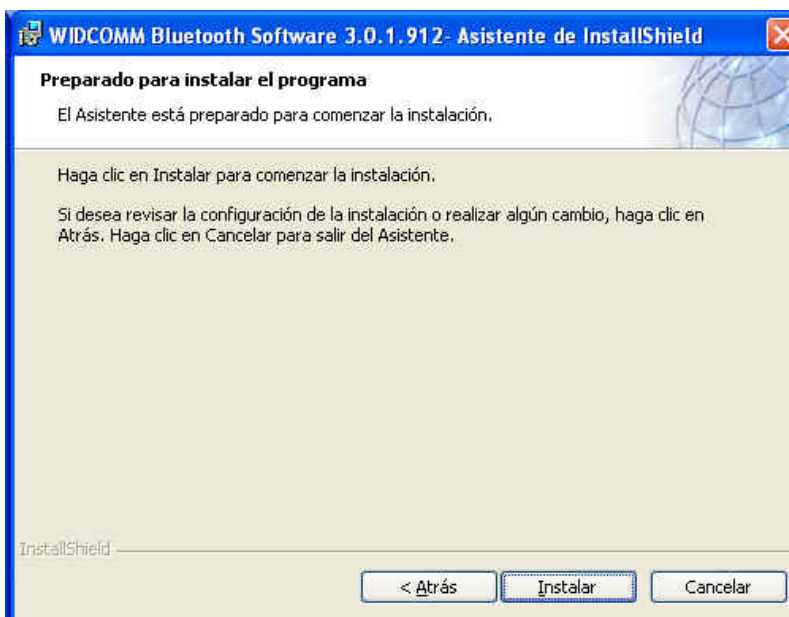 WIDCOMM Bluetooth Software 3.0.1.912- Asistente de InstallShield
Preparado para instalar el programa
El Asistente está preparado para comenzar la instalación.
Haga clic en Instalar para comenzar la instalación.
Si desea revisar la configuración de la instalación o realizar algún cambio, haga clic en
Atrás. Haga clic en Cancelar para salir del Asistente.
InstallShield
< Atrás Instalar Cancelar